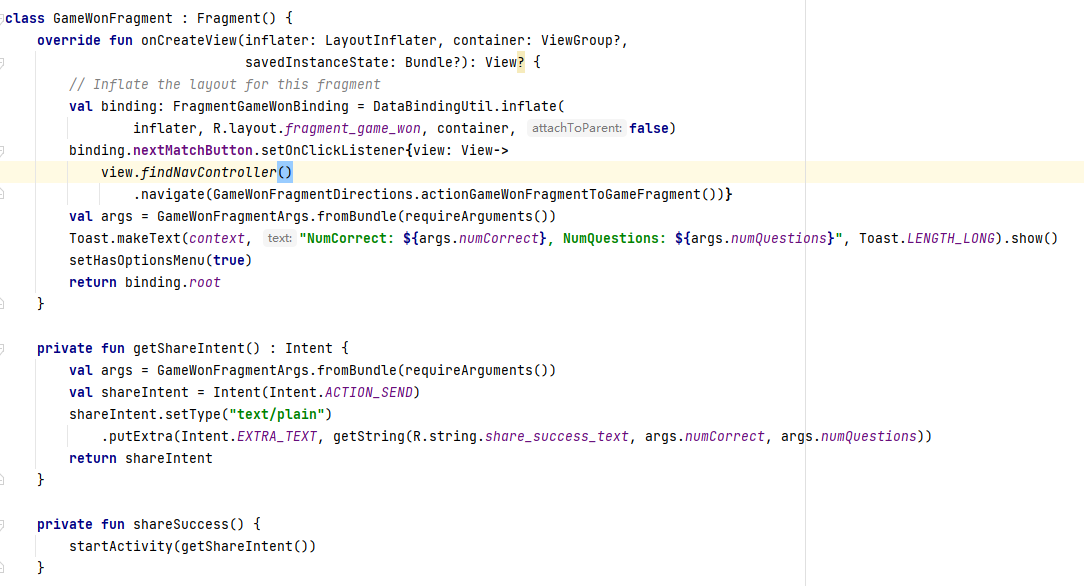 class GameWonFragment : Fragment() {
    override fun onCreateView(inflater: LayoutInflater, container: ViewGroup?,
                              savedInstanceState: Bundle?): View? {
        // Inflate the layout for this fragment
        val binding: FragmentGameWonBinding = DataBindingUtil.inflate(
                inflater, R.layout.fragment_game_won, container, attachToParent: false)
        binding.nextMatchButton.setOnClickListener{view: View->
            view.findNavController()
                .navigate(GameWonFragmentDirections.actionGameWonFragmentToGameFragment())}
        val args = GameWonFragmentArgs.fromBundle(requireArguments())
        Toast.makeText(context, text: "NumCorrect: ${args.numCorrect}, NumQuestions: ${args.numQuestions}", Toast.LENGTH_LONG).show()
        setHasOptionsMenu(true)
        return binding.root
    }

    private fun getShareIntent() : Intent {
        val args = GameWonFragmentArgs.fromBundle(requireArguments())
        val shareIntent = Intent(Intent.ACTION_SEND)
        shareIntent.setType("text/plain")
            .putExtra(Intent.EXTRA_TEXT, getString(R.string.share_success_text, args.numCorrect, args.numQuestions))
        return shareIntent
    }

    private fun shareSuccess() {
        startActivity(getShareIntent())
    }